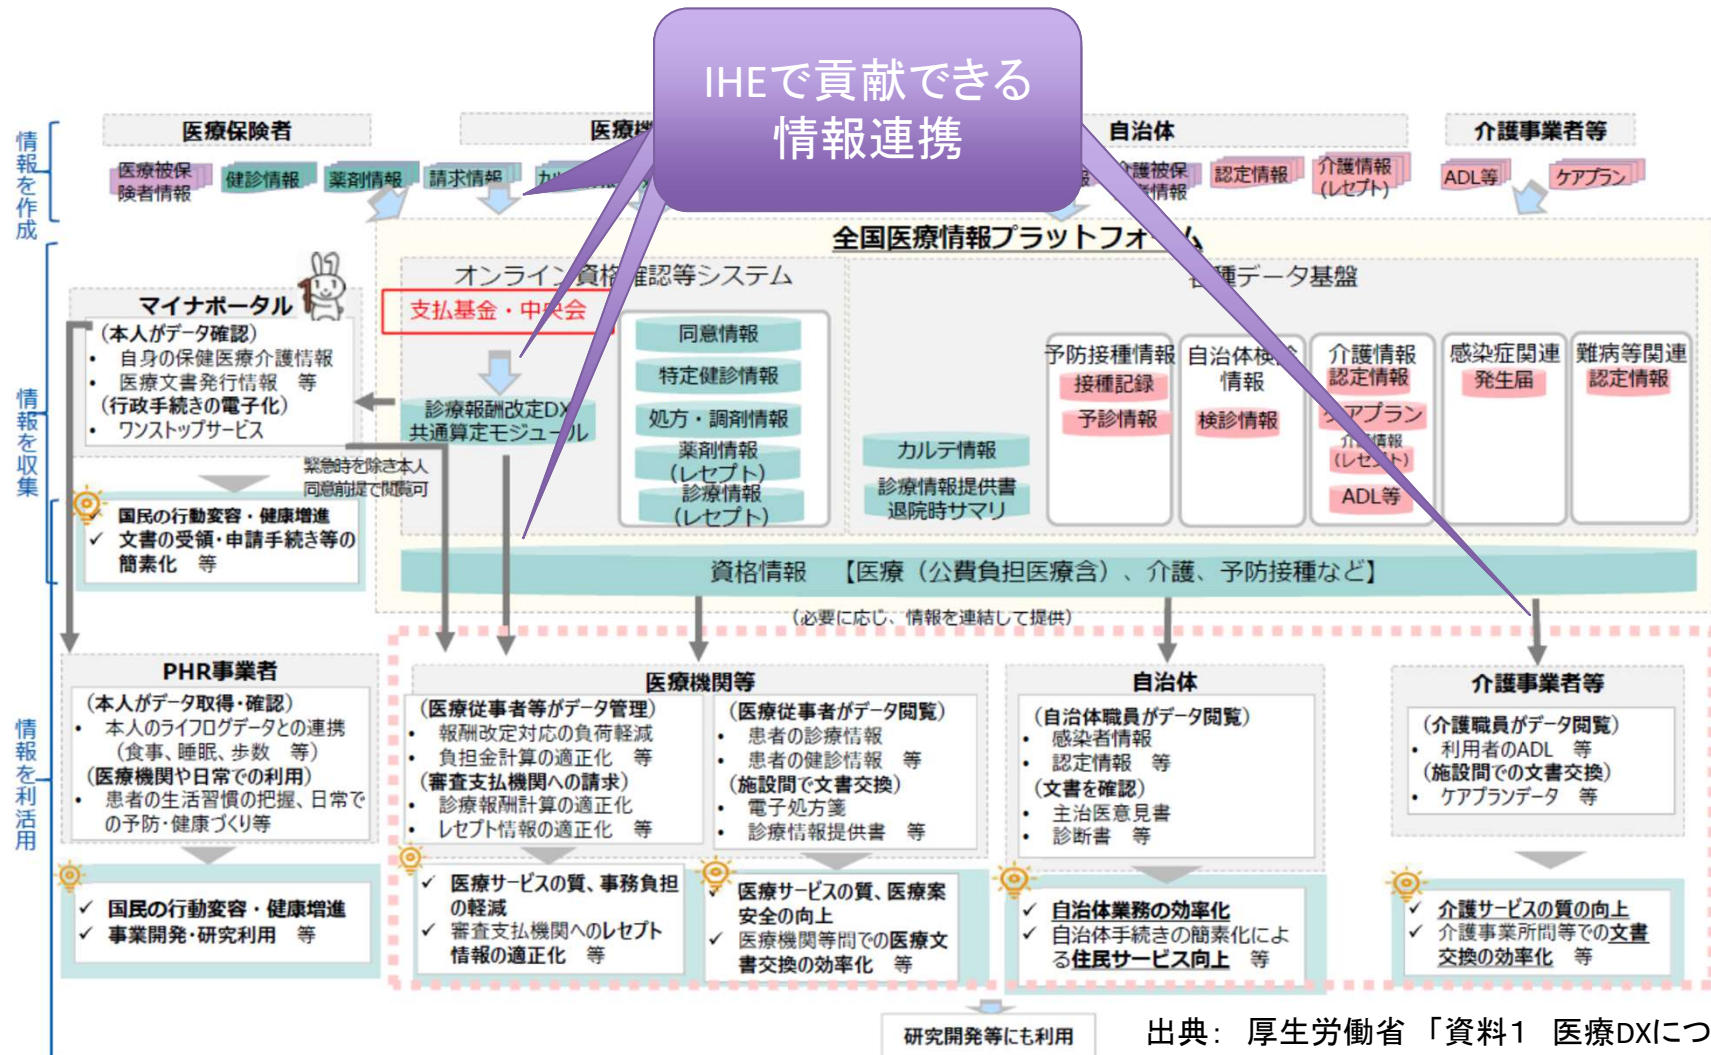 IHEで貢献できる
情報連携
情報を作成
医療保険者
医療機
自治体
介護事業者等
医療被保
険者情報
健診情報
薬剤情報
請求情報
カル
護被保
者情報
認定情報
介護情報
(レセプト)
ADL等
ケアプラン
全国医療情報プラットフォーム
情報を収集
マイナポータル
(本人がデータ確認)
• 自身の保健医療介護情報
• 医療文書発行情報 等
(行政手続きの電子化)
• ワンストップサービス
国民の行動変容・健康増進
✓ 文書の受領・申請手続き等の
簡素化 等
緊急時を除き本人
同意前提で閲覧可
オンライン資格確認等システム
支払基金・中央会
診療報酬改定DX
共通算定モジュール
同意情報
特定健診情報
処方・調剤情報
薬剤情報
(レセプト)
診療情報
(レセプト)
各種データ基盤
カルテ情報
診療情報提供書
退院時サマリ
予防接種情報
接種記録
予診情報
自治体検診
情報
検診情報
介護情報
認定情報
ケアプラン
介護情報
(レセプト)
ADL等
感染症関連
発生届
難病等関連
認定情報
資格情報 【医療(公費負担医療含)、介護、予防接種など】
(必要に応じ、情報を連結して提供)
情報を利活用
PHR事業者
(本人がデータ取得・確認)
• 本人のライフログデータとの連携
(食事、睡眠、歩数 等)
(医療機関や日常での利用)
• 患者の生活習慣の把握、日常で
の予防・健康づくり等
✓ 国民の行動変容・健康増進
✓ 事業開発・研究利用 等
医療機関等
(医療従事者等がデータ管理)
• 報酬改定対応の負荷軽減
• 負担金計算の適正化 等
(審査支払機関への請求)
• 診療報酬計算の適正化
• レセプト情報の適正化 等
(医療従事者がデータ閲覧)
• 患者の診療情報
• 患者の健診情報 等
(施設間で文書交換)
• 電子処方箋
• 診療情報提供書 等
✓ 医療サービスの質、事務負担
の軽減
✓ 審査支払機関へのレセプト
情報の適正化 等
✓ 医療サービスの質、医療案
安全の向上
✓ 医療機関等間での医療文
書交換の効率化 等
自治体
(自治体職員がデータ閲覧)
• 感染者情報
• 認定情報 等
(文書を確認)
• 主治医意見書
• 診断書 等
✓ 自治体業務の効率化
✓ 自治体手続きの簡素化によ
る住民サービス向上 等
介護事業者等
(介護職員がデータ閲覧)
• 利用者のADL 等
(施設間での文書交換)
• ケアプランデータ 等
✓ 介護サービスの質の向上
✓ 介護事業所間等での文書
交換の効率化 等
研究開発等にも利用
出典: 厚生労働省 「資料1 医療DXにつ